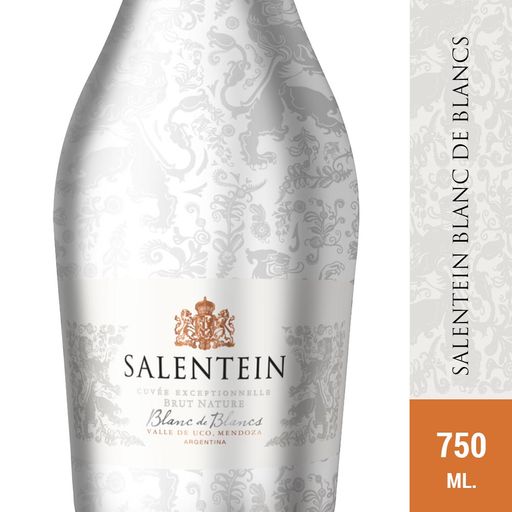 SALENTEIN
CUVÉE EXCEPTIONNELLE
BRUT NATURE
Blanc de Blancs
VALLE DE UCO, MENDOZA
ARGENTINA
SALENTEIN BLANC DE BLANCS
750
ML.